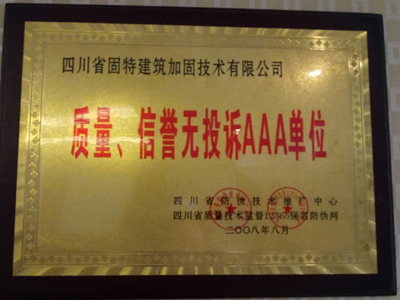 四川省固特建筑加固技术有限公司
质量、信誉无投诉AAA单位
四川省防伪技术推广中心
四川省质量技术监督12365保名防伪网
二〇〇八年八月